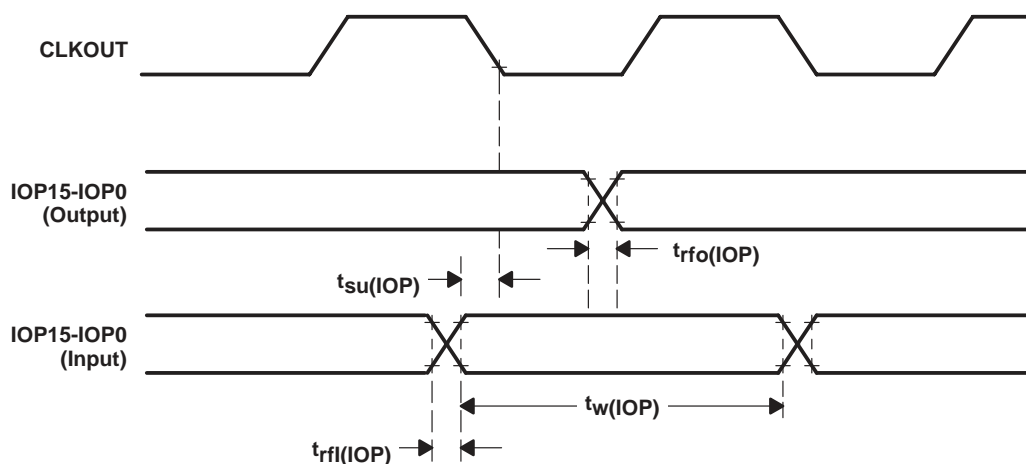 CLKOUT
IOP15-IOP0
(Output)
trfo(IOP)
tsu(IOP)
IOP15-IOP0
(Input)
tw(IOP)
trfI(IOP)